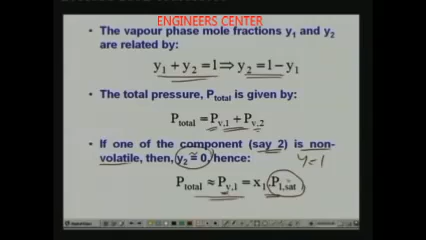 ENGINEERS CENTER
• The vapour phase mole fractions y1 and y2
are related by:
y1 + y2 = 1 ⇒ y2 = 1 − y1
• The total pressure, Ptotal is given by:
Ptotal = Pv,1 + Pv,2
• If one of the component (say 2) is non-
volatile, then, y2 ≈ 0, hence:
y=1
Ptotal ≈ Pv,1 = x1.P1,sat